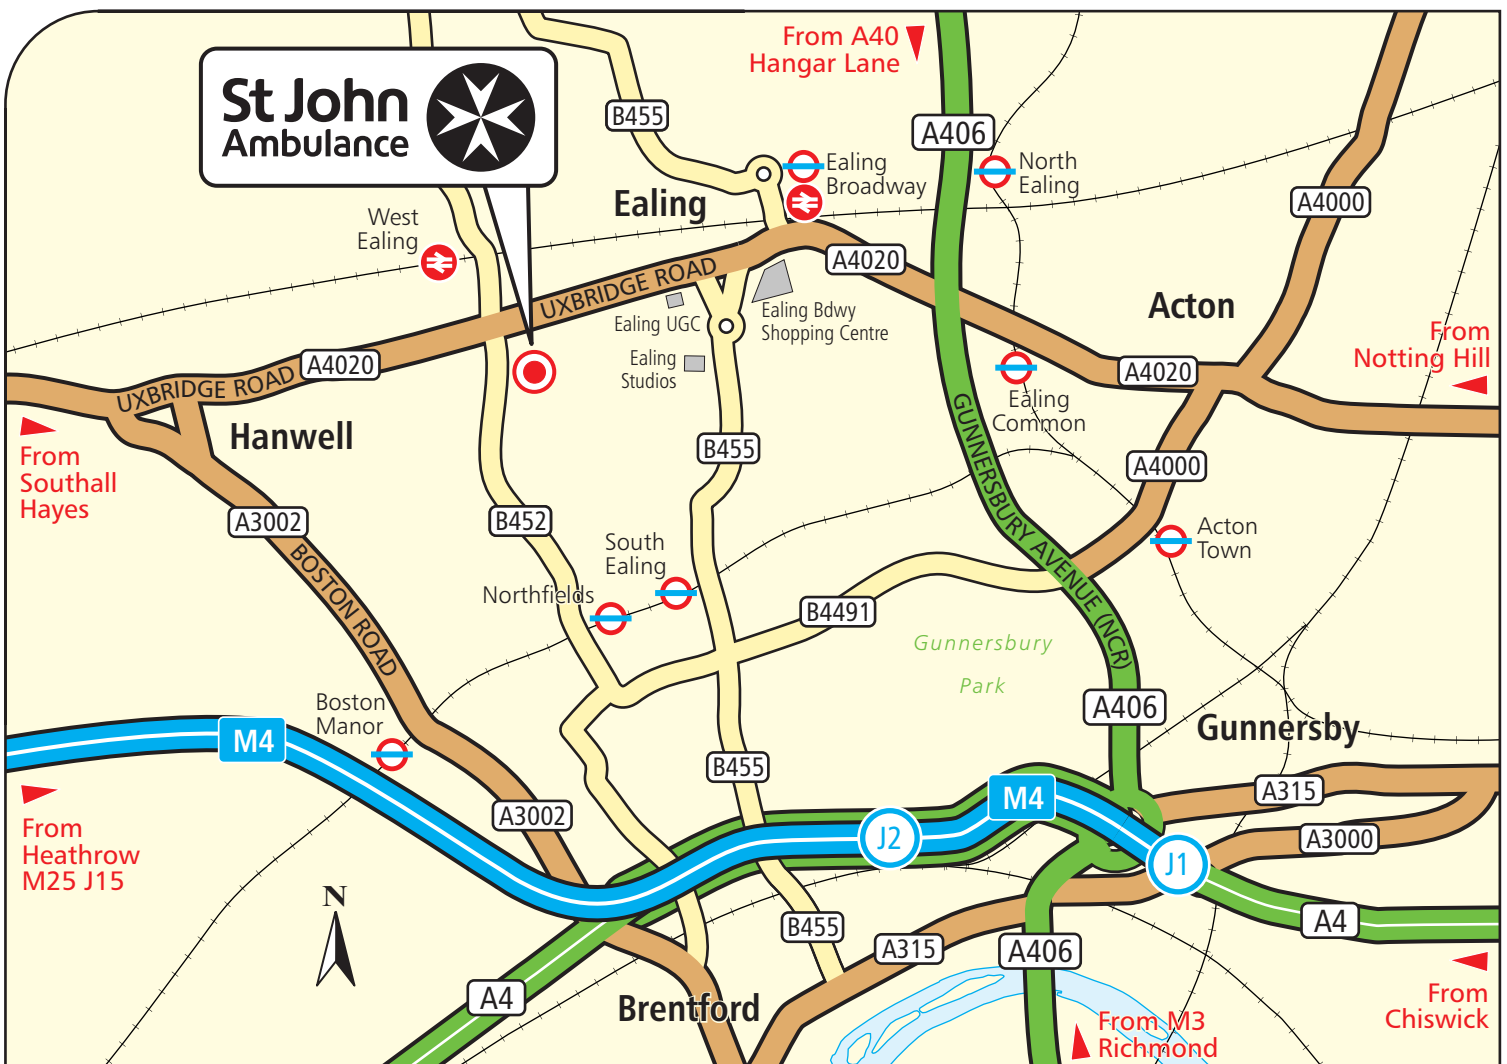 From A40
Hangar Lane
St John
Ambulance
B455
A406
Ealing
Broadway
North
Ealing
A4000
West
Ealing
Ealing
A4020
UXBRIDGE ROAD
Acton
Ealing UGC
Ealing Bdwy
Shopping Centre
From
Notting Hill
Ealing
Studios
A4020
UXBRIDGE ROAD
A4020
Ealing
Common
GUNNERSBURY AVENUE (NCR)
Hanwell
From
Southall
Hayes
B455
A4000
A3002
B452
Acton
Town
BOSTON ROAD
South
Ealing
Northfields
B4491
Gunnersbury
Park
Boston
Manor
A406
Gunnersby
M4
B455
M4
A315
A3002
From
Heathrow
M25 J15
J2
A3000
J1
N
B455
A315
A406
A4
A4
Brentford
From
Chiswick
From M3
Richmond